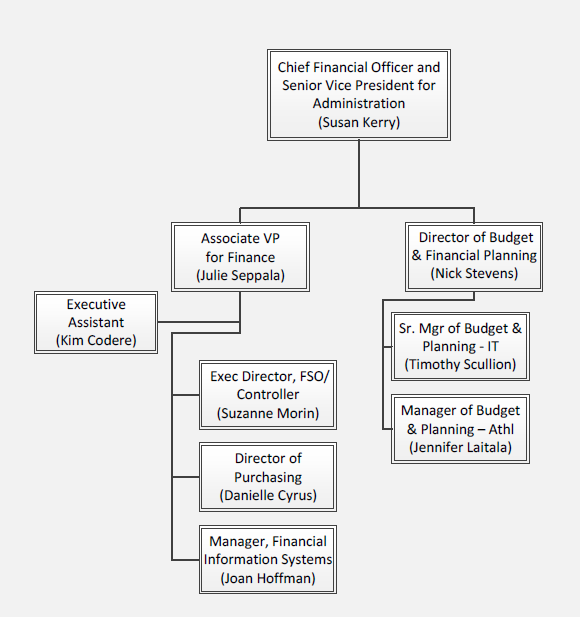 Chief Financial Officer and
Senior Vice President for
Administration
(Susan Kerry)
Associate VP
for Finance
(Julie Seppala)
Director of Budget
& Financial Planning
(Nick Stevens)
Executive
Assistant
(Kim Codere)
Sr. Mgr of Budget &
Planning - IT
(Timothy Scullion)
Exec Director, FSO/
Controller
(Suzanne Morin)
Manager of Budget
& Planning – Athl
(Jennifer Laitala)
Director of
Purchasing
(Danielle Cyrus)
Manager, Financial
Information Systems
(Joan Hoffman)